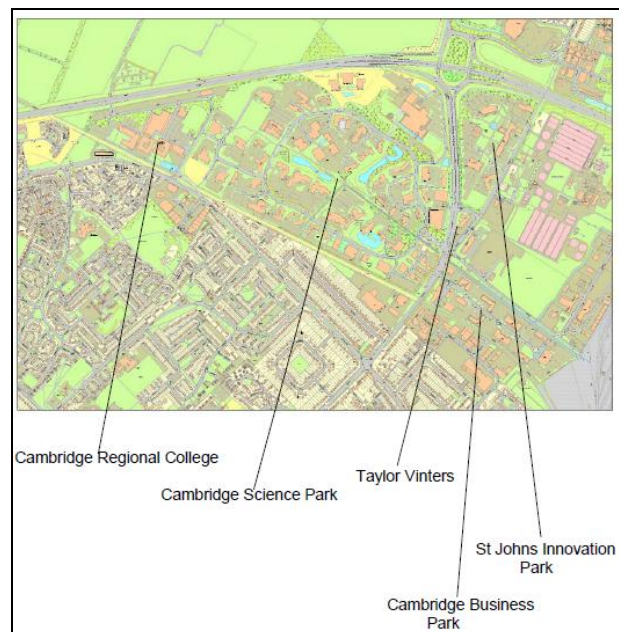 Cambridge Regional College
Cambridge Science Park
Taylor Vinters
St Johns Innovation
Park
Cambridge Business
Park